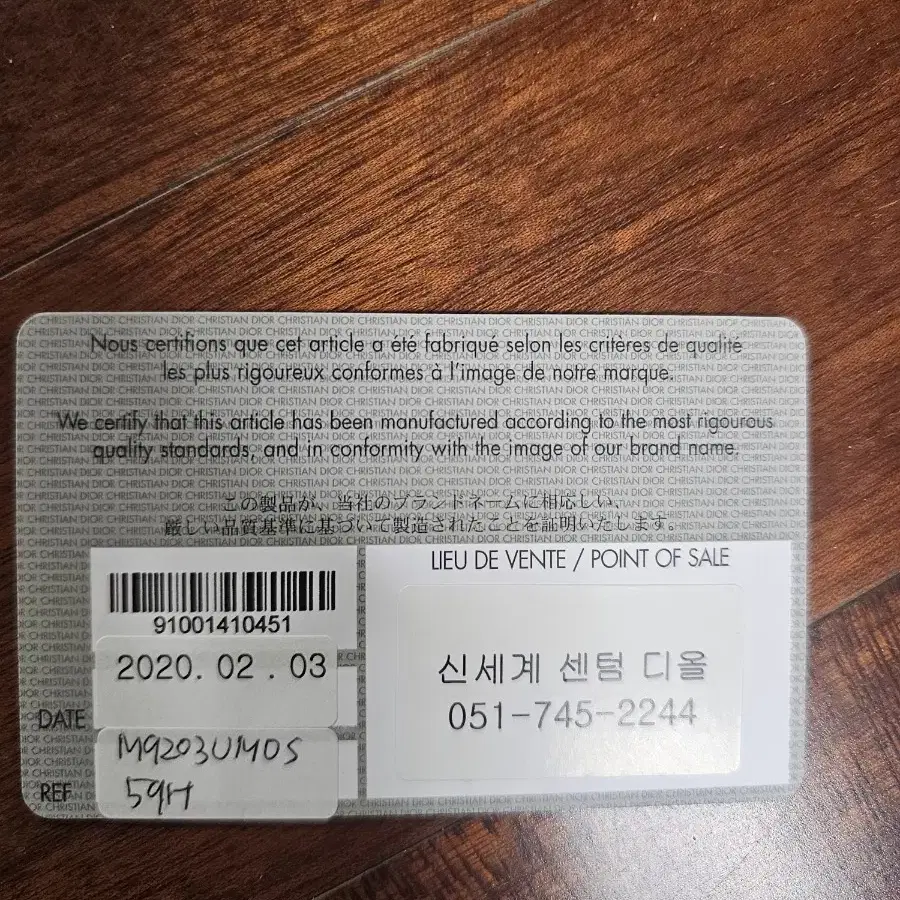 Nous certifions que cet article a été fabriqué selon les critères de qualité
les plus rigoureux conformes à l'image de notre marque.
We certify that this article has been manufactured according to the most rigourous
quality standards, and in conformity with the image of our brand name.
この製品が、当社のブランドネームに相応しい、
厳しい品質基準に基づいて製造されたことを証明いたします。
LIEU DE VENTE / POINT OF SALE
91001410451
2020. 02 . 03
DATE
신세계 센텀 디올
051-745-2244
M9203UMOS
59H
REF
CHRISTIAN DIOR CHRISTIAN DIOR CHRISTIAN DIOR